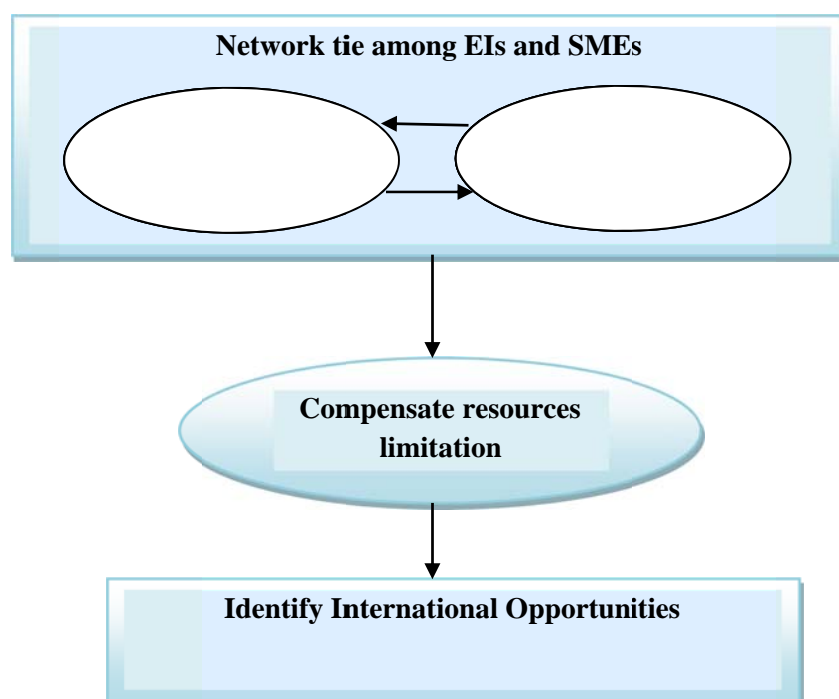 Network tie among EIs and SMEs
Compensate resources
limitation
Identify International Opportunities